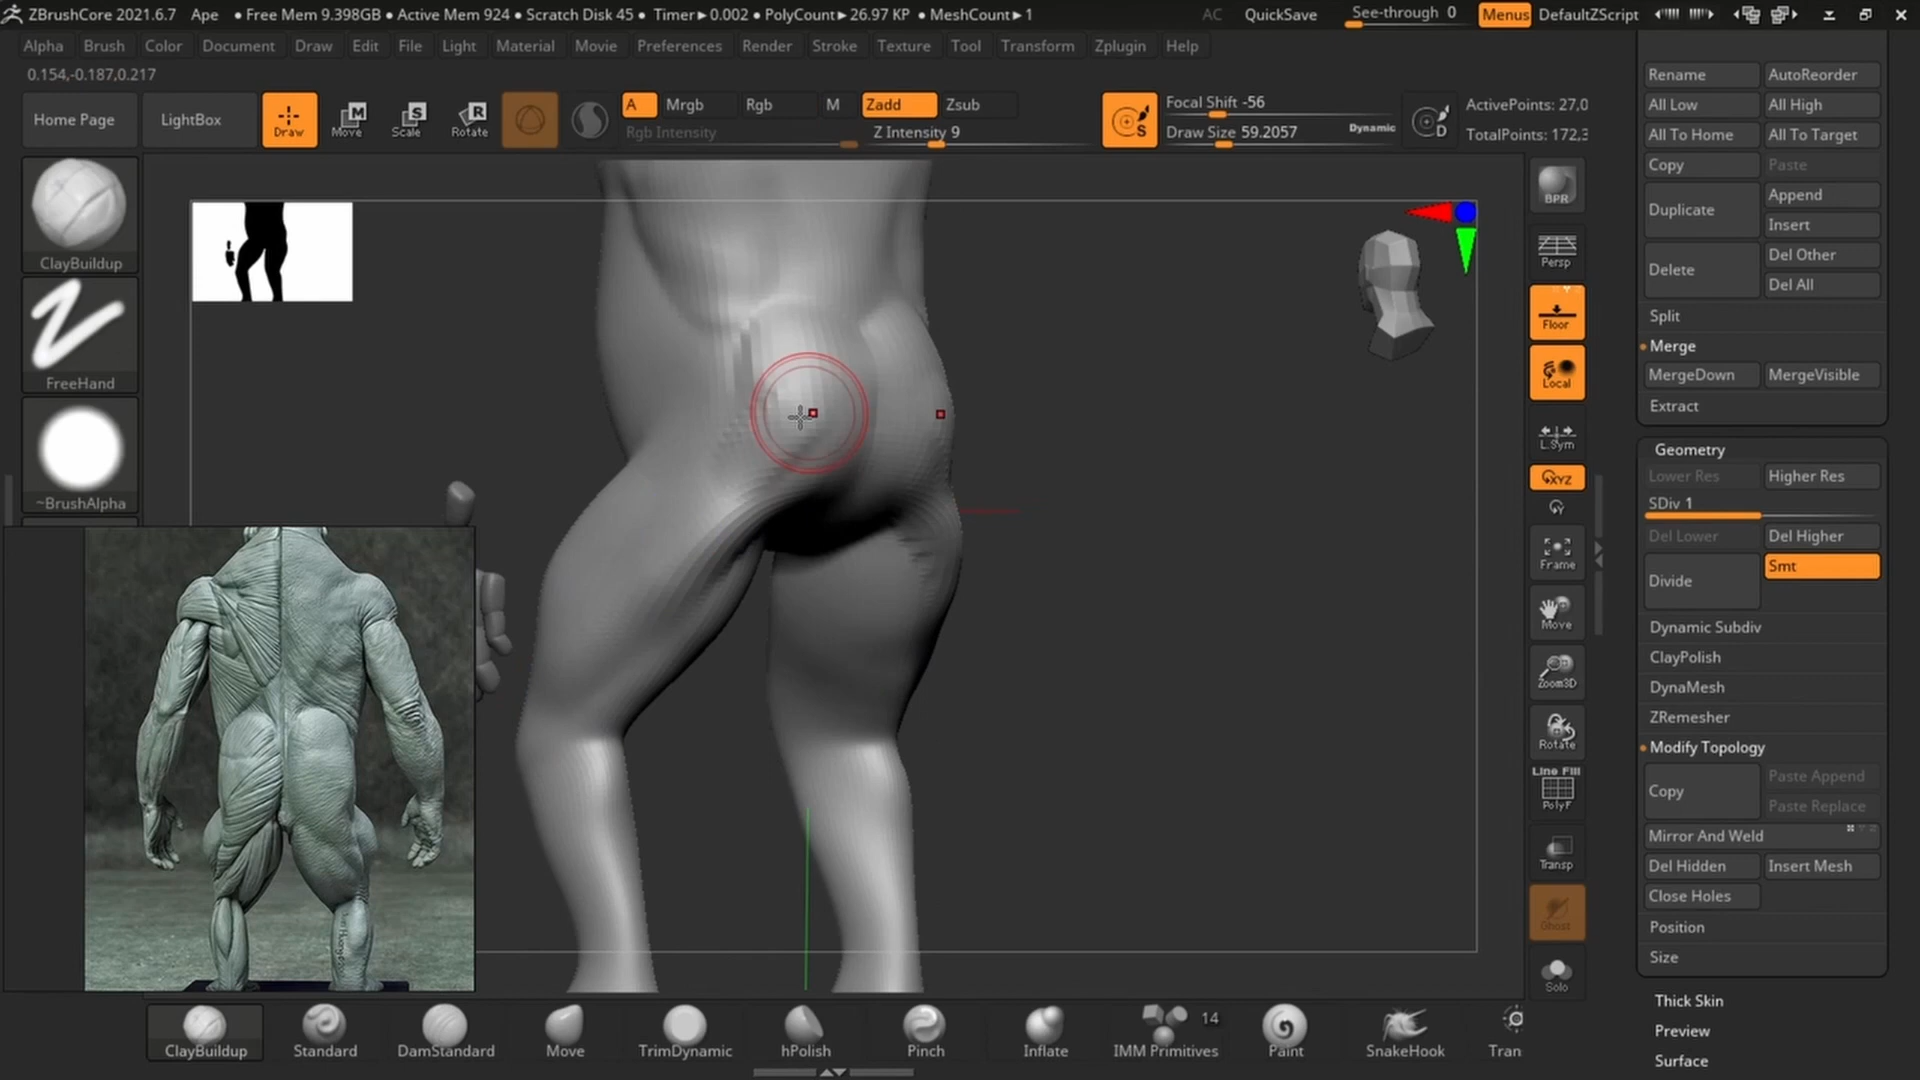 ZBrushCore 2021.6.7 Ape • Free Mem 9.398GB • Active Mem 924 • Scratch Disk 45 • Timer▸0.002 • PolyCount▸26.97 KP • MeshCount▸1 AC QuickSave See-through 0 Menus DefaultZScript
Alpha Brush Color Document Draw Edit File Light Material Movie Preferences Render Stroke Texture Tool Transform Zplugin Help
0.154,-0.187,0.217
Home Page
LightBox
Draw
Move
Scale
Rotate
A Mrgb Rgb M Zadd Zsub
Rgb Intensity
Z Intensity 9
S
Focal Shift -56
Draw Size 59.2057
Dynamic
D
ActivePoints: 27,0
TotalPoints: 172,3
ClayBuildup
FreeHand
~BrushAlpha
BPR
Persp
Floor
Local
L.Sym
XYZ
Frame
Move
Zoom3D
Rotate
Line Fill
PolyF
Transp
Ghost
Solo
Rename AutoReorder
All Low All High
All To Home All To Target
Copy Paste
Duplicate
Append
Insert
Delete
Del Other
Del All
Split
Merge
MergeDown MergeVisible
Extract
Geometry
Lower Res Higher Res
SDiv 1
Del Lower Del Higher
Divide
Smt
Dynamic Subdiv
ClayPolish
DynaMesh
ZRemesher
Modify Topology
Copy
Paste Append
Paste Replace
Mirror And Weld
Del Hidden Insert Mesh
Close Holes
Position
Size
Thick Skin
Preview
Surface
ClayBuildup Standard DamStandard Move TrimDynamic hPolish Pinch Inflate IMM Primitives 14 Paint SnakeHook Tran